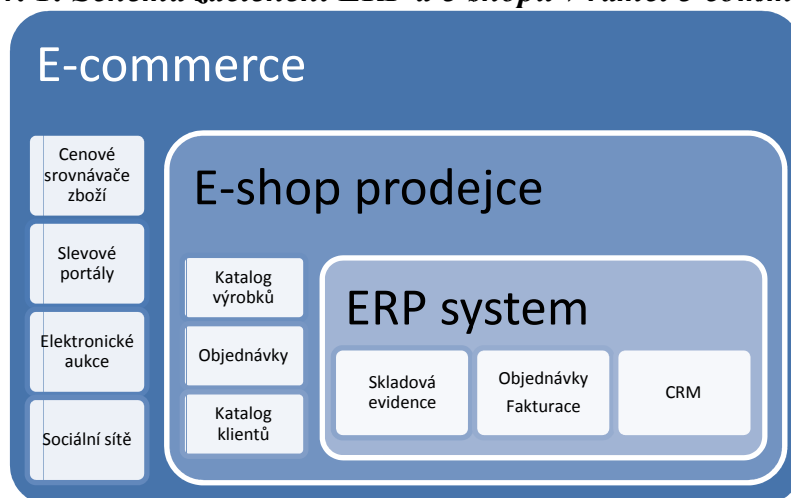 E-commerce
Cenové
srovnávače
zboží
Slevové
portály
Elektronické
aukce
Sociální sítě
E-shop prodejce
Katalog
výrobků
Objednávky
Katalog
klientů
ERP system
Skladová
evidence
Objednávky
Fakturace
CRM